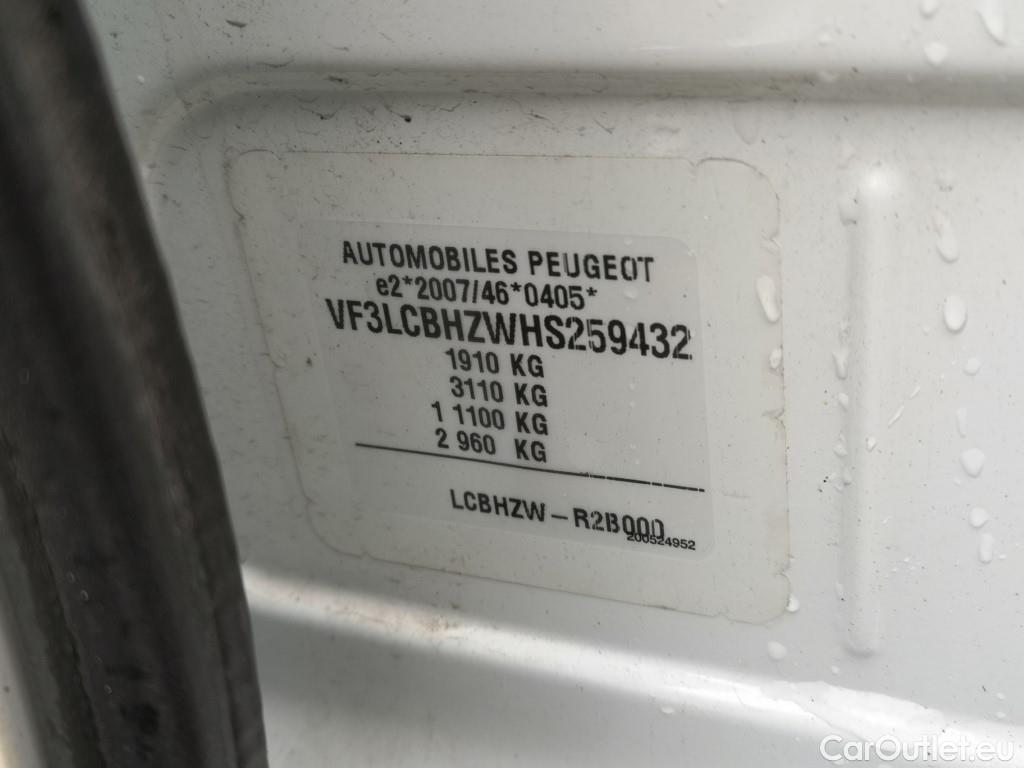 AUTOMOBILES PEUGEOT
e2*2007/46*0405*
VF3LCBHZWHS259432
1910 KG
3110 KG
1 1100 KG
2 960 KG
LCBHZW – R2B000
200524952
CarOutlet.eu